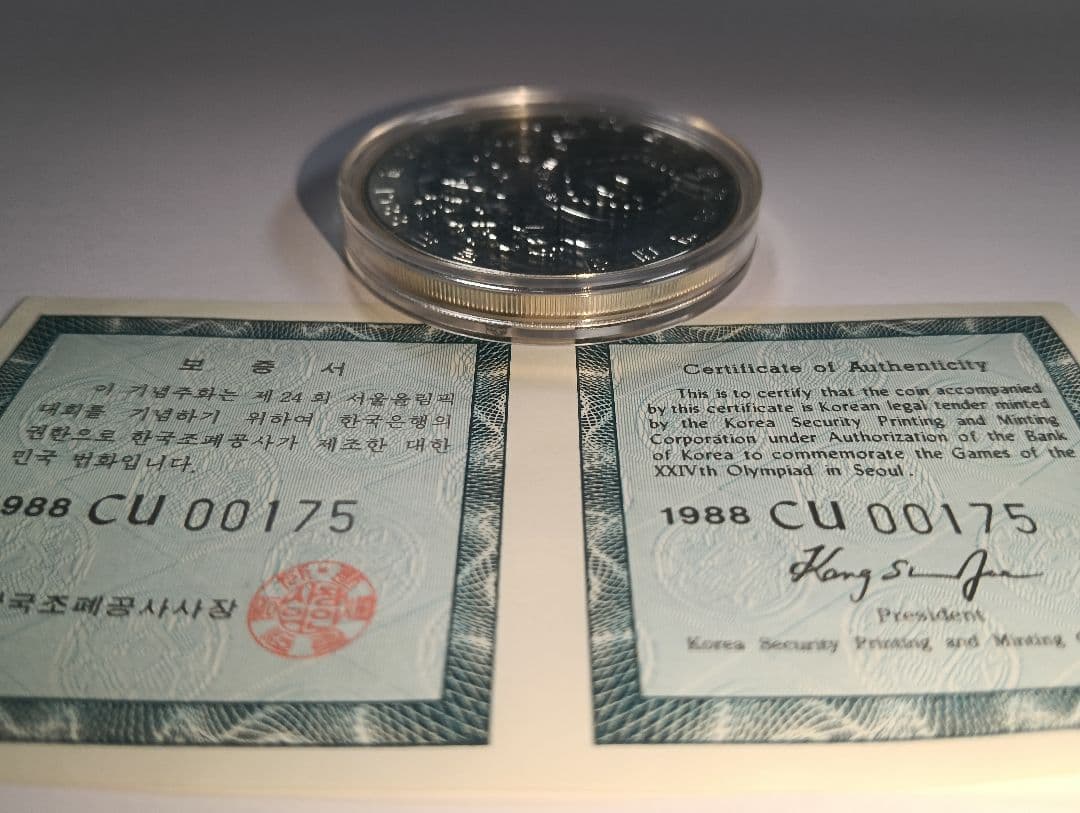 보 증 서
이 기념주화는 제 24 회 서울올림픽
대회를 기념하기 위하여 한국은행의
권한으로 한국조폐공사가 제조한 대한
민국 법화입니다.
1988 CU 00175
한국조폐공사사장
Certificate of Authenticity
This is to certify that the coin accompanied
by this certificate is Korean legal tender minted
by the Korea Security Printing and Minting
Corporation under Authorization of the Bank
of Korea to commemorate the Games of the
XXIVth Olympiad in Seoul.
1988 CU 00175
President
Korea Security Printing and Minting